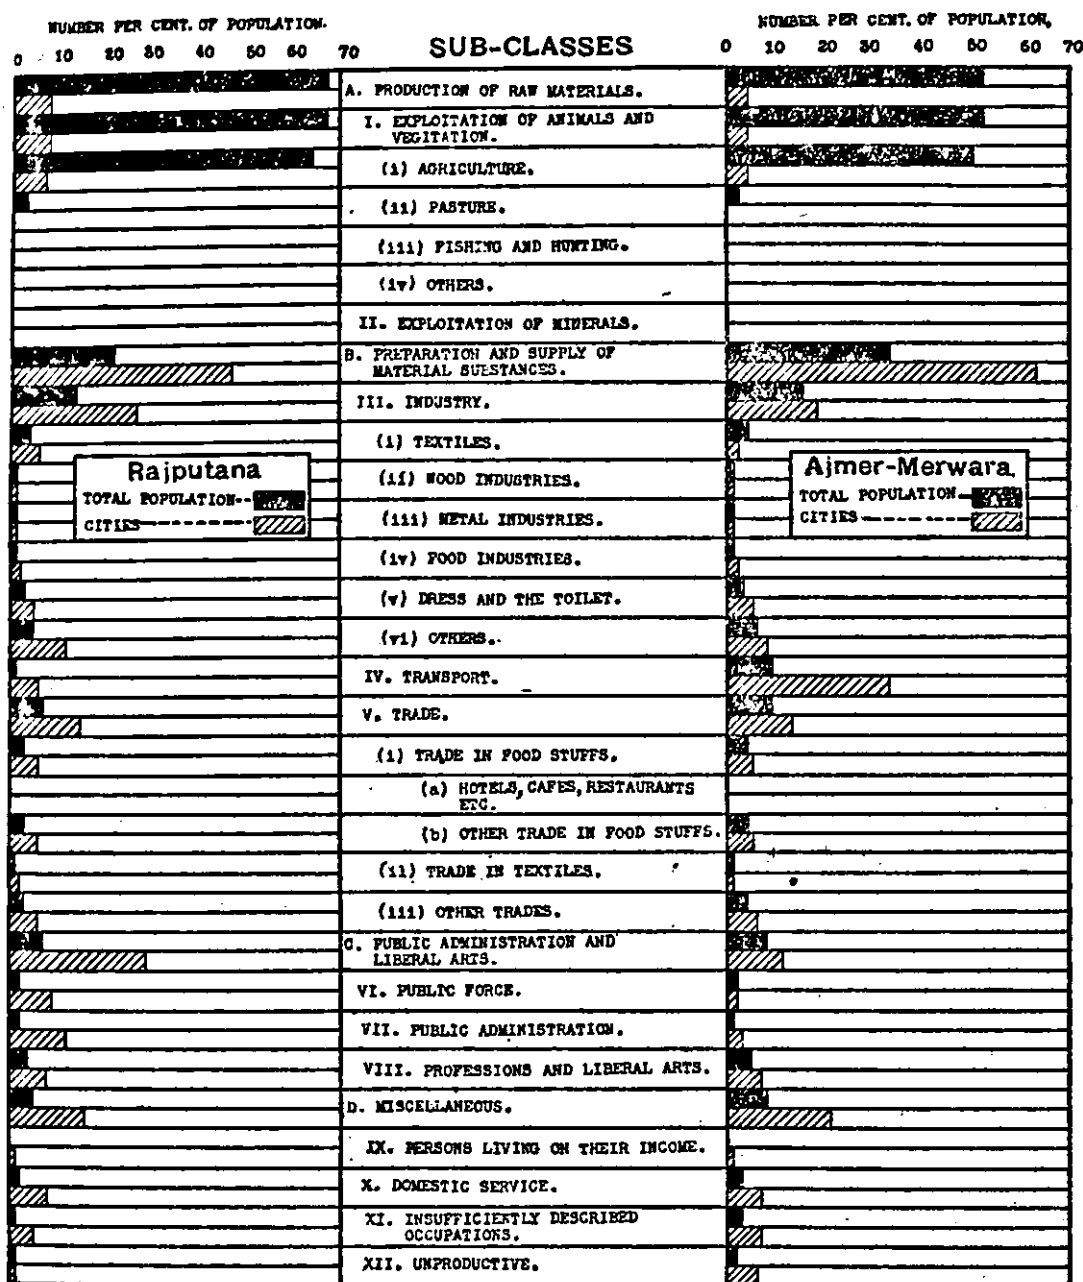 NUMBER PER CENT. OF POPULATION.
NUMBER PER CENT. OF POPULATION,
0 10 20 30 40 50 60 70
SUB-CLASSES
0 10 20 30 40 50 60 70
A. PRODUCTION OF RAW MATERIALS.
I. EXPLOITATION OF ANIMALS AND
VEGITATION.
(i) AGRICULTURE.
(ii) PASTURE.
(iii) FISHING AND HUNTING.
(iv) OTHERS.
II. EXPLOITATION OF MINERALS.
B. PREPARATION AND SUPPLY OF
MATERIAL SUBSTANCES.
III. INDUSTRY.
(i) TEXTILES.
(ii) WOOD INDUSTRIES.
(iii) METAL INDUSTRIES.
(iv) FOOD INDUSTRIES.
(v) DRESS AND THE TOILET.
(vi) OTHERS.
IV. TRANSPORT.
V. TRADE.
(i) TRADE IN FOOD STUFFS.
(a) HOTELS, CAFES, RESTAURANTS
ETC.
(b) OTHER TRADE IN FOOD STUFFS.
(ii) TRADE IN TEXTILES.
(iii) OTHER TRADES.
C. PUBLIC ADMINISTRATION AND
LIBERAL ARTS.
VI. PUBLIC FORCE.
VII. PUBLIC ADMINISTRATION.
VIII. PROFESSIONS AND LIBERAL ARTS.
D. MISCELLANEOUS.
IX. PERSONS LIVING ON THEIR INCOME.
X. DOMESTIC SERVICE.
XI. INSUFFICIENTLY DESCRIBED
OCCUPATIONS.
XII. UNPRODUCTIVE.
Rajputana
TOTAL POPULATION
CITIES
Ajmer-Merwara.
TOTAL POPULATION
CITIES